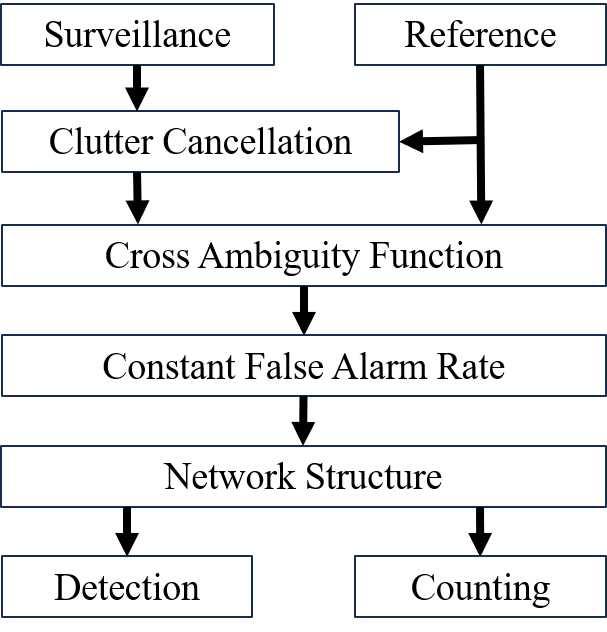 Surveillance
Reference
Clutter Cancellation
Cross Ambiguity Function
Constant False Alarm Rate
Network Structure
Detection
Counting